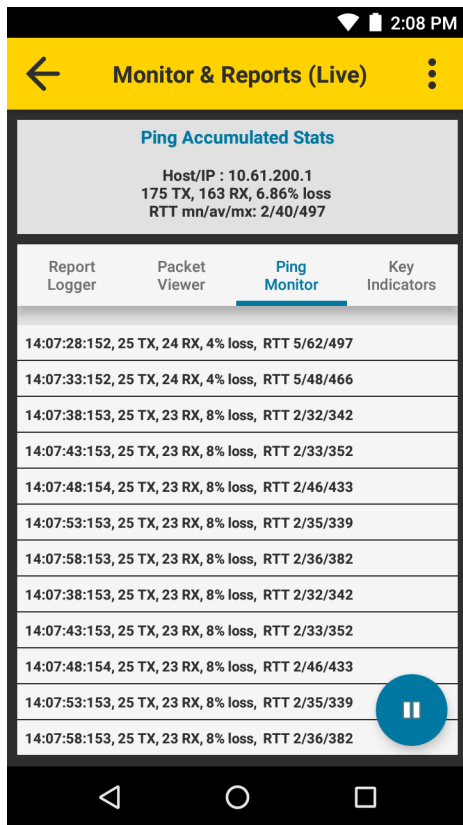 2:08 PM
Monitor & Reports (Live)
Ping Accumulated Stats
Host/IP : 10.61.200.1
175 TX, 163 RX, 6.86% loss
RTT mn/av/mx: 2/40/497
Report Logger
Packet Viewer
Ping Monitor
Key Indicators
14:07:28:152, 25 TX, 24 RX, 4% loss, RTT 5/62/497
14:07:33:152, 25 TX, 24 RX, 4% loss, RTT 5/48/466
14:07:38:153, 25 TX, 23 RX, 8% loss, RTT 2/32/342
14:07:43:153, 25 TX, 23 RX, 8% loss, RTT 2/33/352
14:07:48:154, 25 TX, 23 RX, 8% loss, RTT 2/46/433
14:07:53:153, 25 TX, 23 RX, 8% loss, RTT 2/35/339
14:07:58:153, 25 TX, 23 RX, 8% loss, RTT 2/36/382
14:07:38:153, 25 TX, 23 RX, 8% loss, RTT 2/32/342
14:07:43:153, 25 TX, 23 RX, 8% loss, RTT 2/33/352
14:07:48:154, 25 TX, 23 RX, 8% loss, RTT 2/46/433
14:07:53:153, 25 TX, 23 RX, 8% loss, RTT 2/35/339
14:07:58:153, 25 TX, 23 RX, 8% loss, RTT 2/36/382